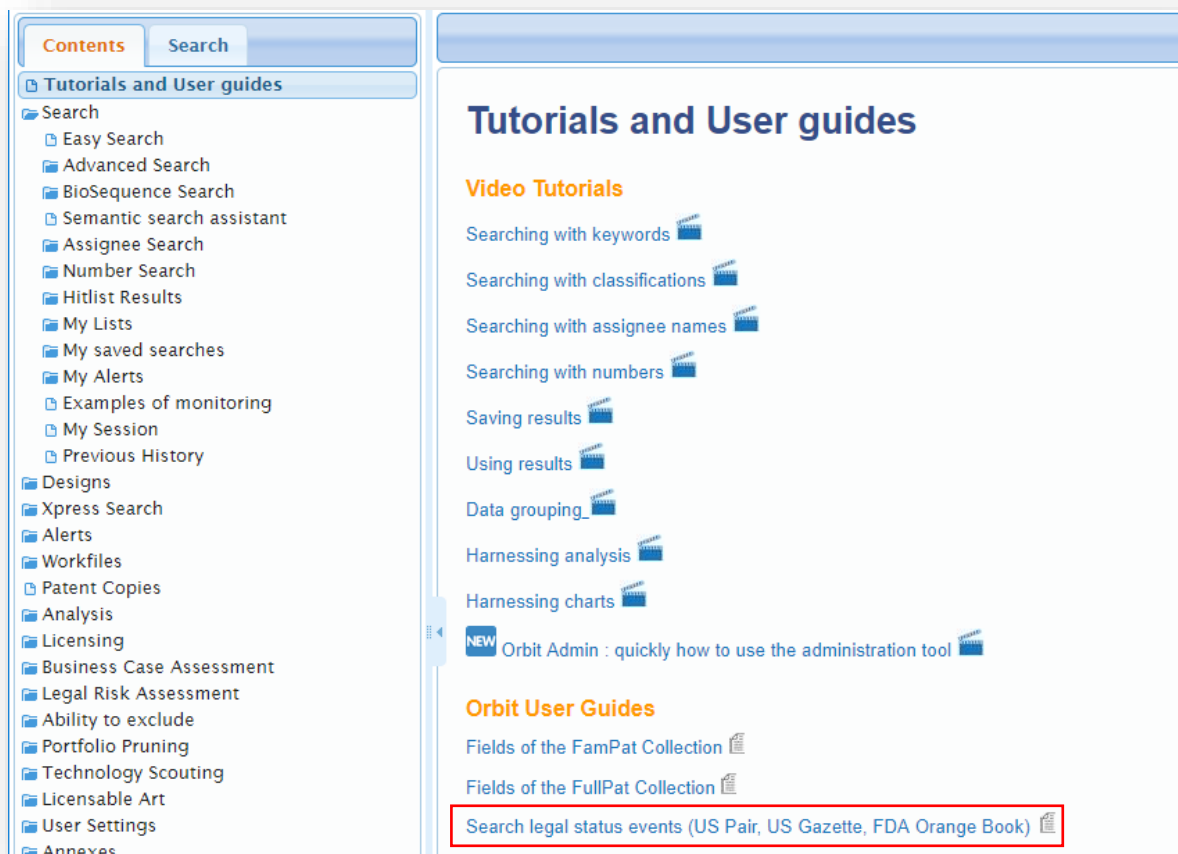 Contents
Search
Tutorials and User guides
Search
Easy Search
Advanced Search
BioSequence Search
Semantic search assistant
Assignee Search
Number Search
Hitlist Results
My Lists
My saved searches
My Alerts
Examples of monitoring
My Session
Previous History
Designs
Xpress Search
Alerts
Workfiles
Patent Copies
Analysis
Licensing
Business Case Assessment
Legal Risk Assessment
Ability to exclude
Portfolio Pruning
Technology Scouting
Licensable Art
User Settings
Annexes
Tutorials and User guides
Video Tutorials
Searching with keywords
Searching with classifications
Searching with assignee names
Searching with numbers
Saving results
Using results
Data grouping_
Harnessing analysis
Harnessing charts
NEW Orbit Admin : quickly how to use the administration tool
Orbit User Guides
Fields of the FamPat Collection
Fields of the FullPat Collection
Search legal status events (US Pair, US Gazette, FDA Orange Book)